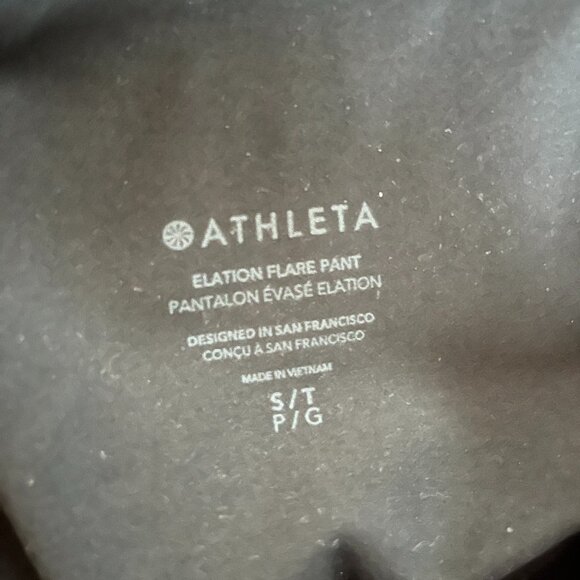 ATHLETA
ELATION FLARE PANT
PANTALON ÉVASÉ ELATION
DESIGNED IN SAN FRANCISCO
CONÇU À SAN FRANCISCO
MADE IN VIETNAM
S/T
P/G